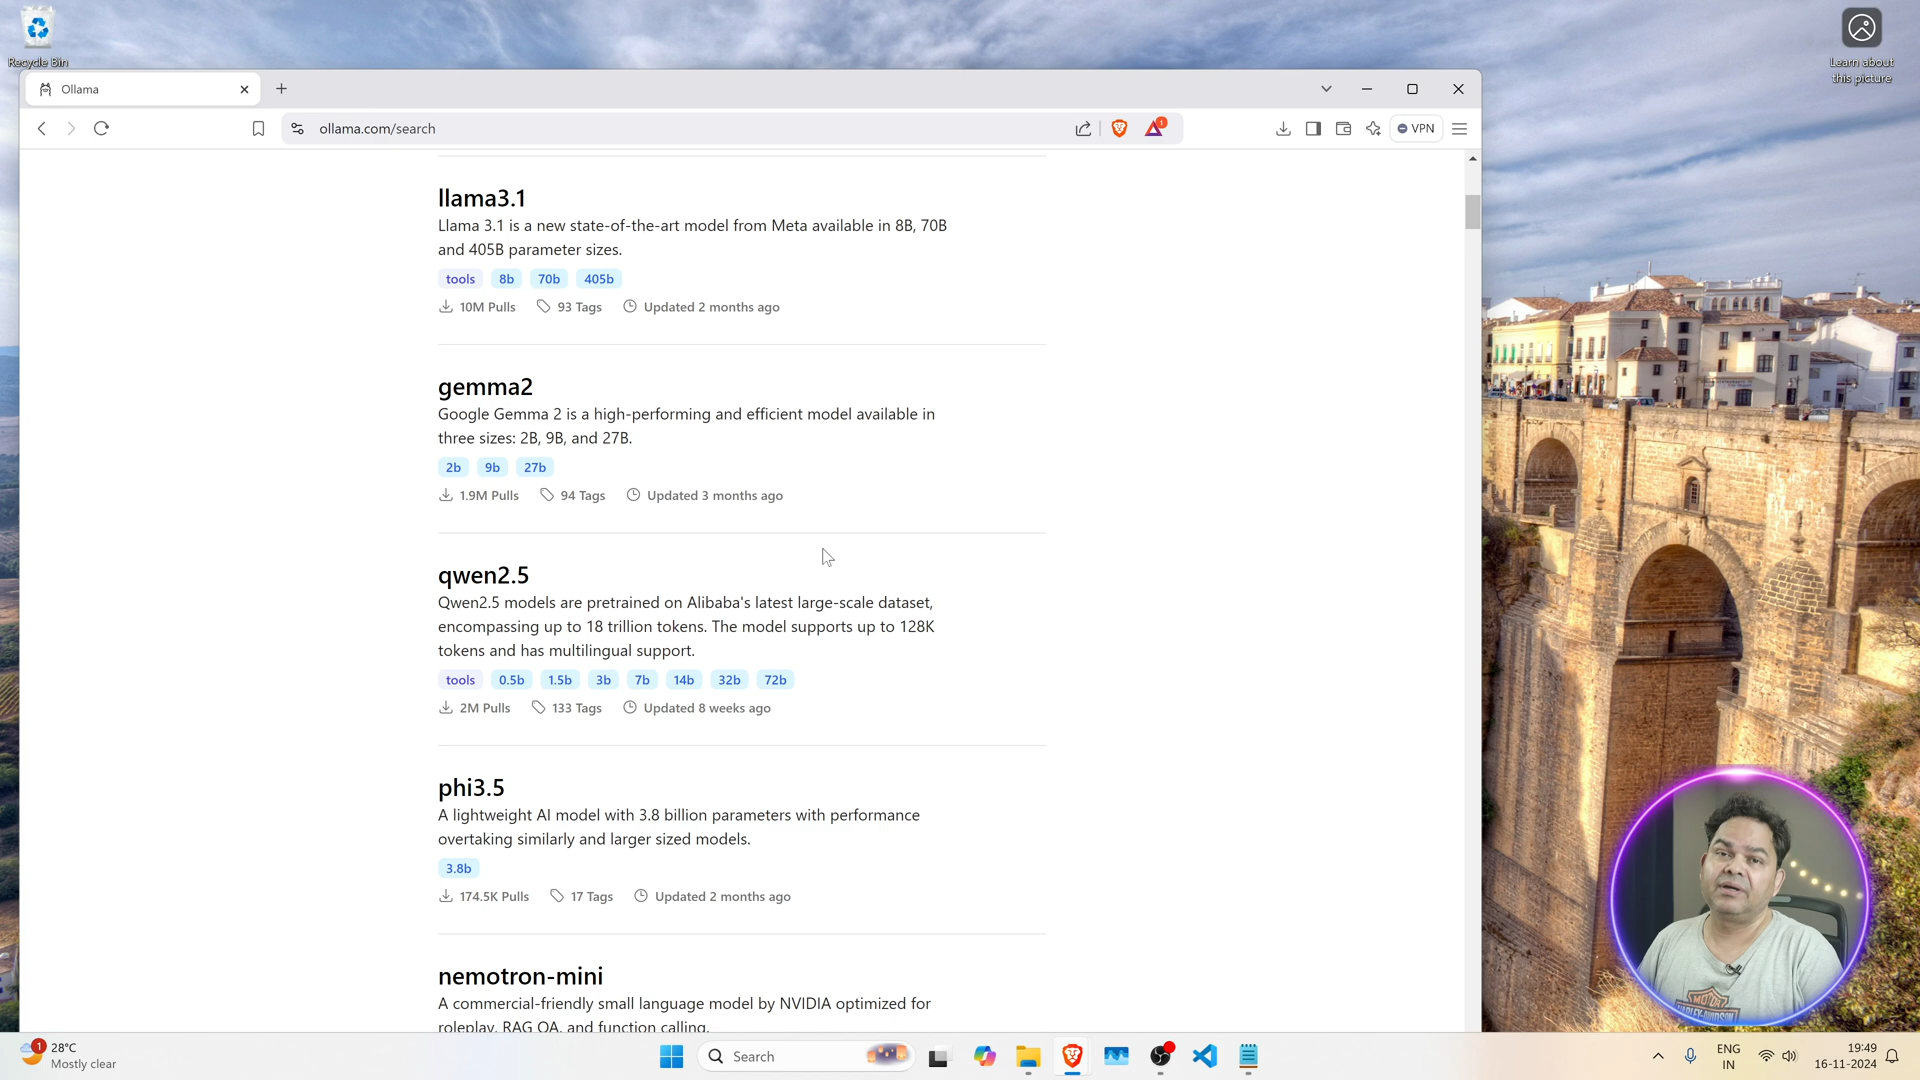 Recycle Bin
Learn about
this picture
Ollama
ollama.com/search
1
VPN
llama3.1
Llama 3.1 is a new state-of-the-art model from Meta available in 8B, 70B
and 405B parameter sizes.
tools 8b 70b 405b
10M Pulls 93 Tags Updated 2 months ago
gemma2
Google Gemma 2 is a high-performing and efficient model available in
three sizes: 2B, 9B, and 27B.
2b 9b 27b
1.9M Pulls 94 Tags Updated 3 months ago
qwen2.5
Qwen2.5 models are pretrained on Alibaba's latest large-scale dataset,
encompassing up to 18 trillion tokens. The model supports up to 128K
tokens and has multilingual support.
tools 0.5b 1.5b 3b 7b 14b 32b 72b
2M Pulls 133 Tags Updated 8 weeks ago
phi3.5
A lightweight AI model with 3.8 billion parameters with performance
overtaking similarly and larger sized models.
3.8b
174.5K Pulls 17 Tags Updated 2 months ago
nemotron-mini
A commercial-friendly small language model by NVIDIA optimized for
roleplay, RAG QA, and function calling.
MOTOR
HARLEY-DAVIDSON
1
28°C
Mostly clear
Search
ENG
IN
19:49
16-11-2024